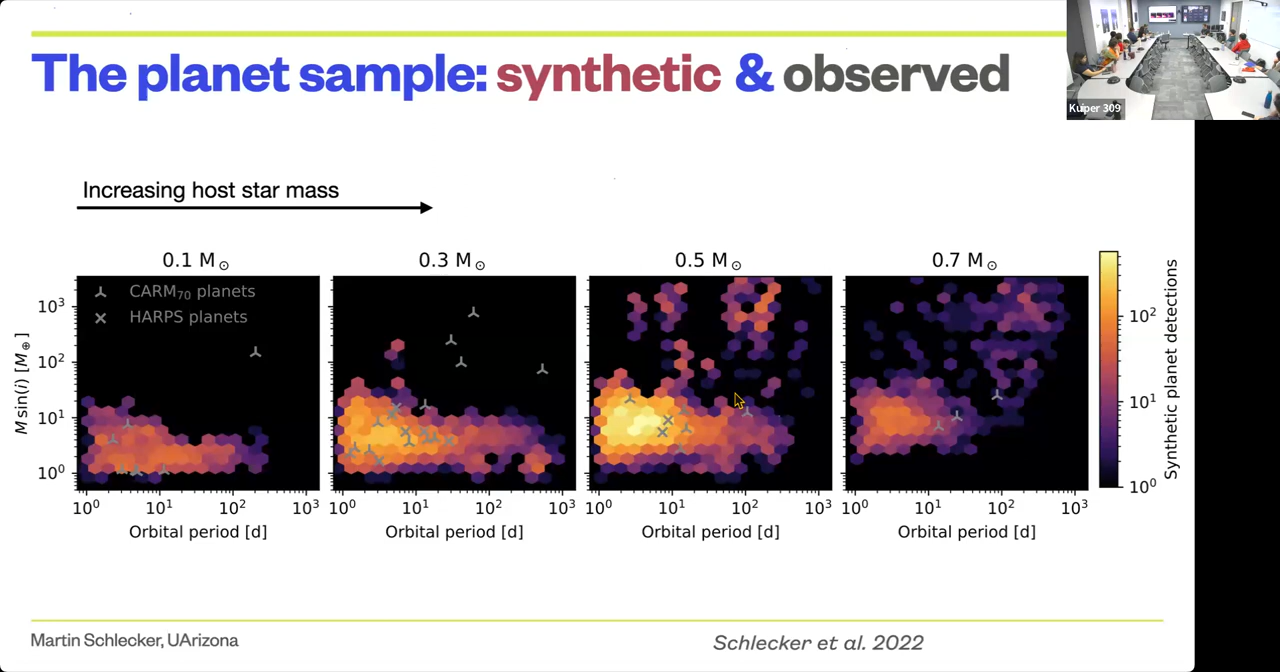 The planet sample: synthetic & observed
Kuiper 309
Increasing host star mass
0.1 M⊙
0.3 M⊙
0.5 M⊙
0.7 M⊙
CARM₇₀ planets
HARPS planets
M sin(i) [M⊕]
10³
10²
10¹
10⁰
10⁰ 10¹ 10² 10³
10⁰ 10¹ 10² 10³
10⁰ 10¹ 10² 10³
10⁰ 10¹ 10² 10³
Orbital period [d]
Orbital period [d]
Orbital period [d]
Orbital period [d]
10²
10¹
10⁰
Synthetic planet detections
Martin Schlecker, UArizona
Schlecker et al. 2022